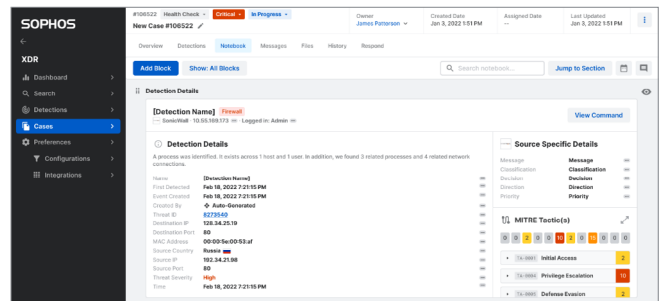 SOPHOS
XDR
Dashboard
Search
Detections
Cases
Preferences
Configurations
Integrations
#106522 Health Check Critical In Progress
New Case #106522
Owner
James Patterson
Created Date
Jan 3, 2022 1:51 PM
Assigned Date
--
Last Updated
Jan 3, 2022 1:51 PM
Overview Detections Notebook Messages Files History Respond
Add Block Show: All Blocks Search notebook... Jump to Section
Detection Details
[Detection Name] Firewall
SonicWall · 10.55.189.173 · Logged in: Admin
View Command
Detection Details
A process was identified. It exists across 1 host and 1 user. In addition, we found 3 related processes and 4 related network
connections.
Name [Detection Name]
First Detected Feb 18, 2022 7:21:15 PM
Event Created Feb 18, 2022 7:21:15 PM
Created By Auto-Generated
Threat ID 6273540
Destination IP 128.34.25.19
Destination Port 80
MAC Address 00:00:5e:00:53:af
Source Country Russia
Source IP 192.34.21.98
Source Port 80
Threat Severity High
Time Feb 18, 2022 7:21:15 PM
Source Specific Details
Message Message
Classification Classification
Decision Decision
Direction Direction
Priority Priority
MITRE Tactic(s)
0 0 2 0 0 10 2 0 0 0 0 0
TA-0001 Initial Access 2
TA-0004 Privilege Escalation 10
Defense Evasion 2